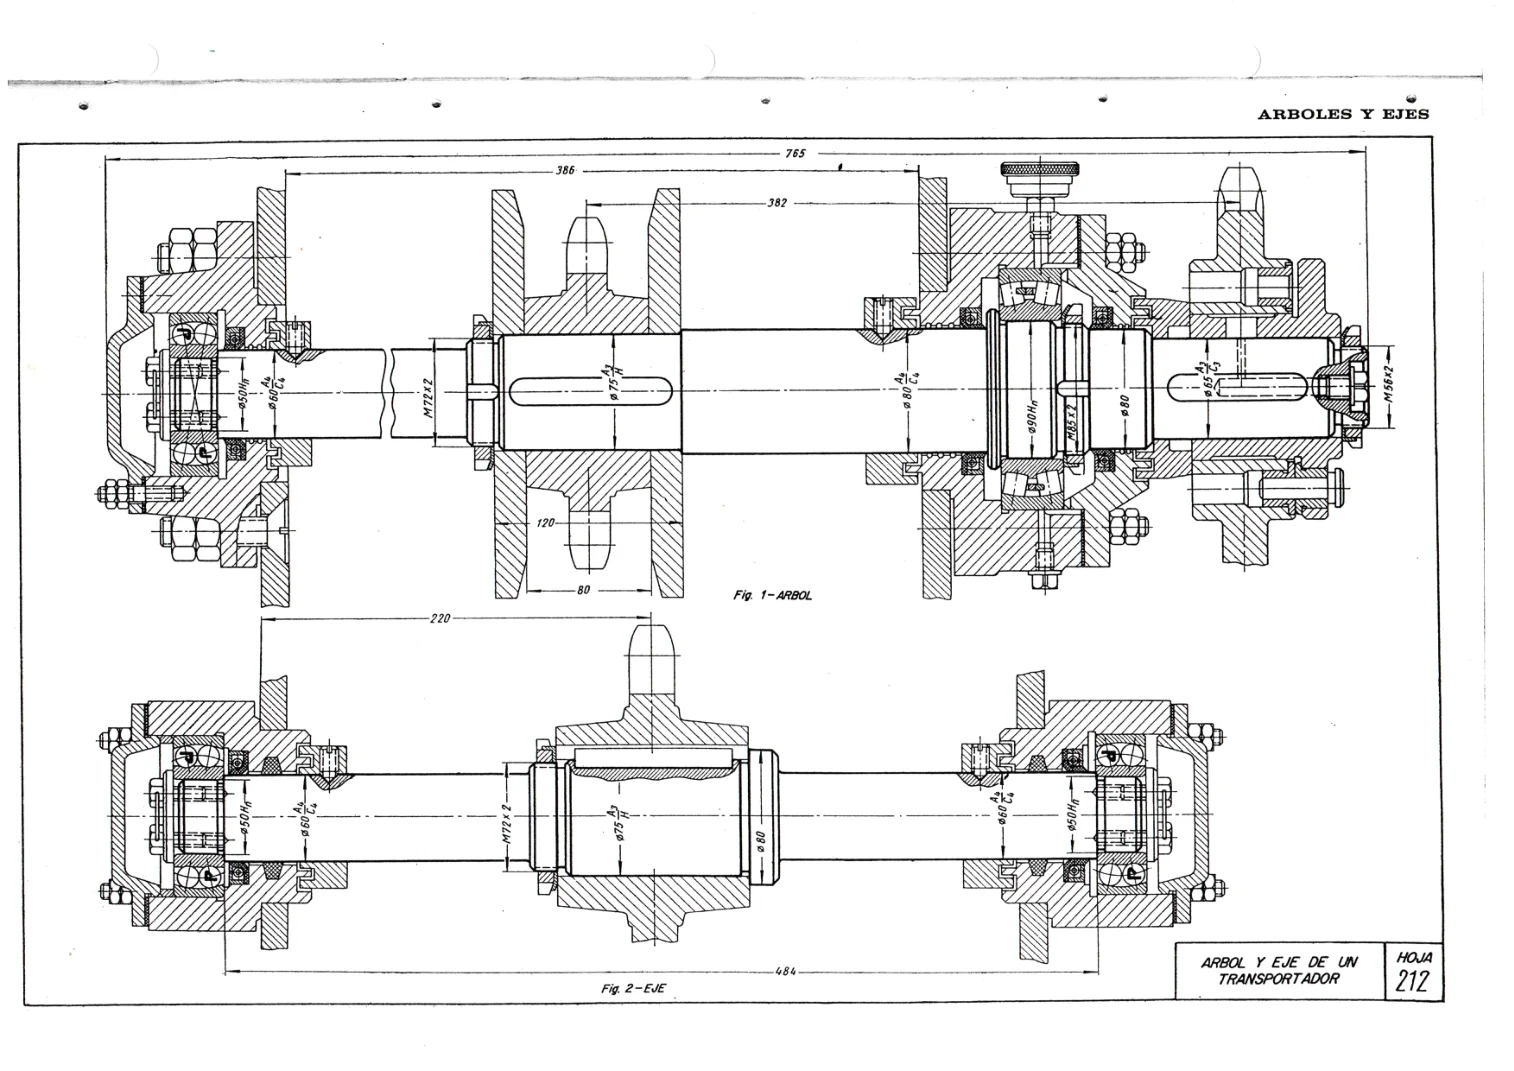 ARBOLES Y EJES
765
386
382
M72x2
ø50Hn
ø60 A4/C4
ø75 A3/H
ø80 A4/C4
ø90Hn
M85x2
ø80
ø65 A3/C3
M56x2
120
80
Fig. 1-ARBOL
220
ø50Hn
ø60 A4/C4
M72x2
ø75 A3/H
ø80
ø60 A4/C4
ø50Hn
484
Fig. 2-EJE
ARBOL Y EJE DE UN
TRANSPORTADOR
HOJA
212